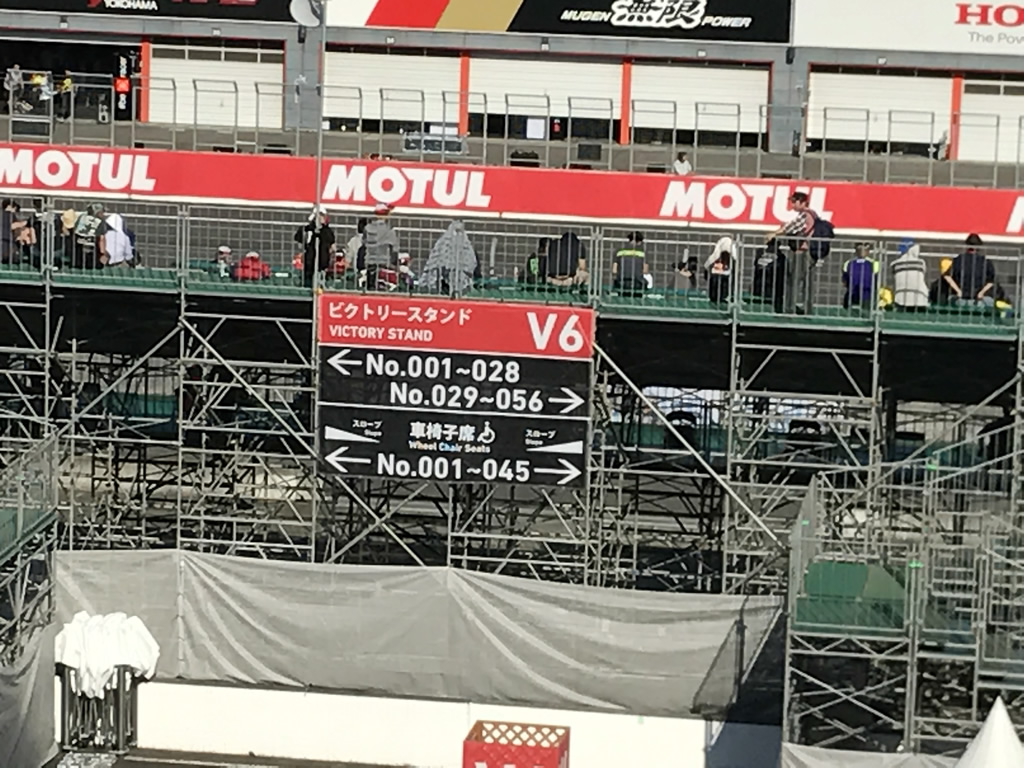 YOKOHAMA
MUGEN 無限 POWER
HO
The Pow
MOTUL MOTUL MOTUL M
ビクトリースタンド
VICTORY STAND
V6
←No.001~028
No.029~056→
スロープ
Slope
車椅子席
Wheel Chair Seats
スロープ
Slope
←No.001~045→